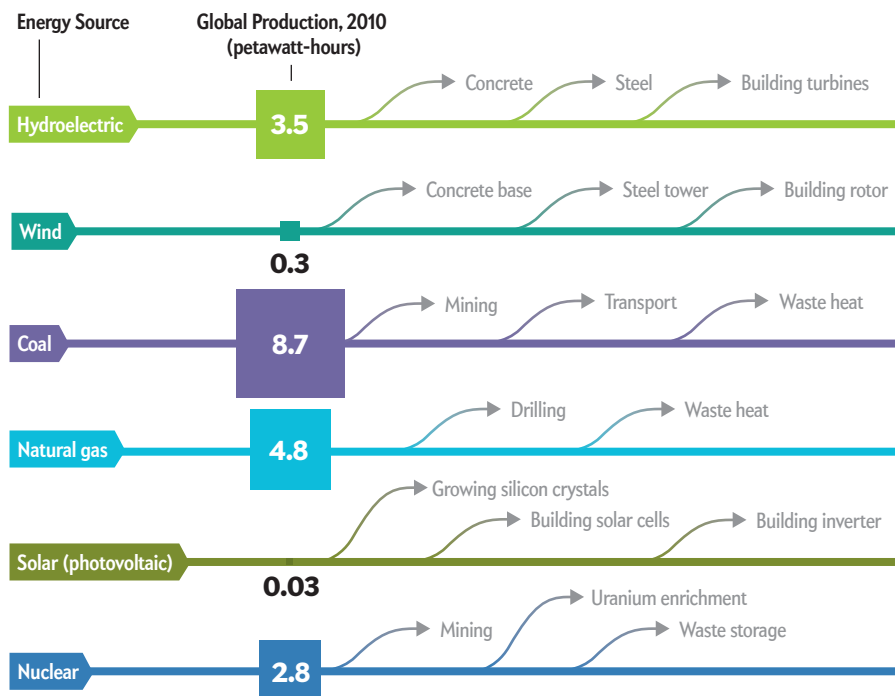 Energy Source
Global Production, 2010
(petawatt-hours)
Concrete
Steel
Building turbines
Hydroelectric
3.5
Concrete base
Steel tower
Building rotor
Wind
0.3
Mining
Transport
Waste heat
Coal
8.7
Drilling
Waste heat
Natural gas
4.8
Growing silicon crystals
Building solar cells
Building inverter
Solar (photovoltaic)
0.03
Uranium enrichment
Mining
Waste storage
Nuclear
2.8